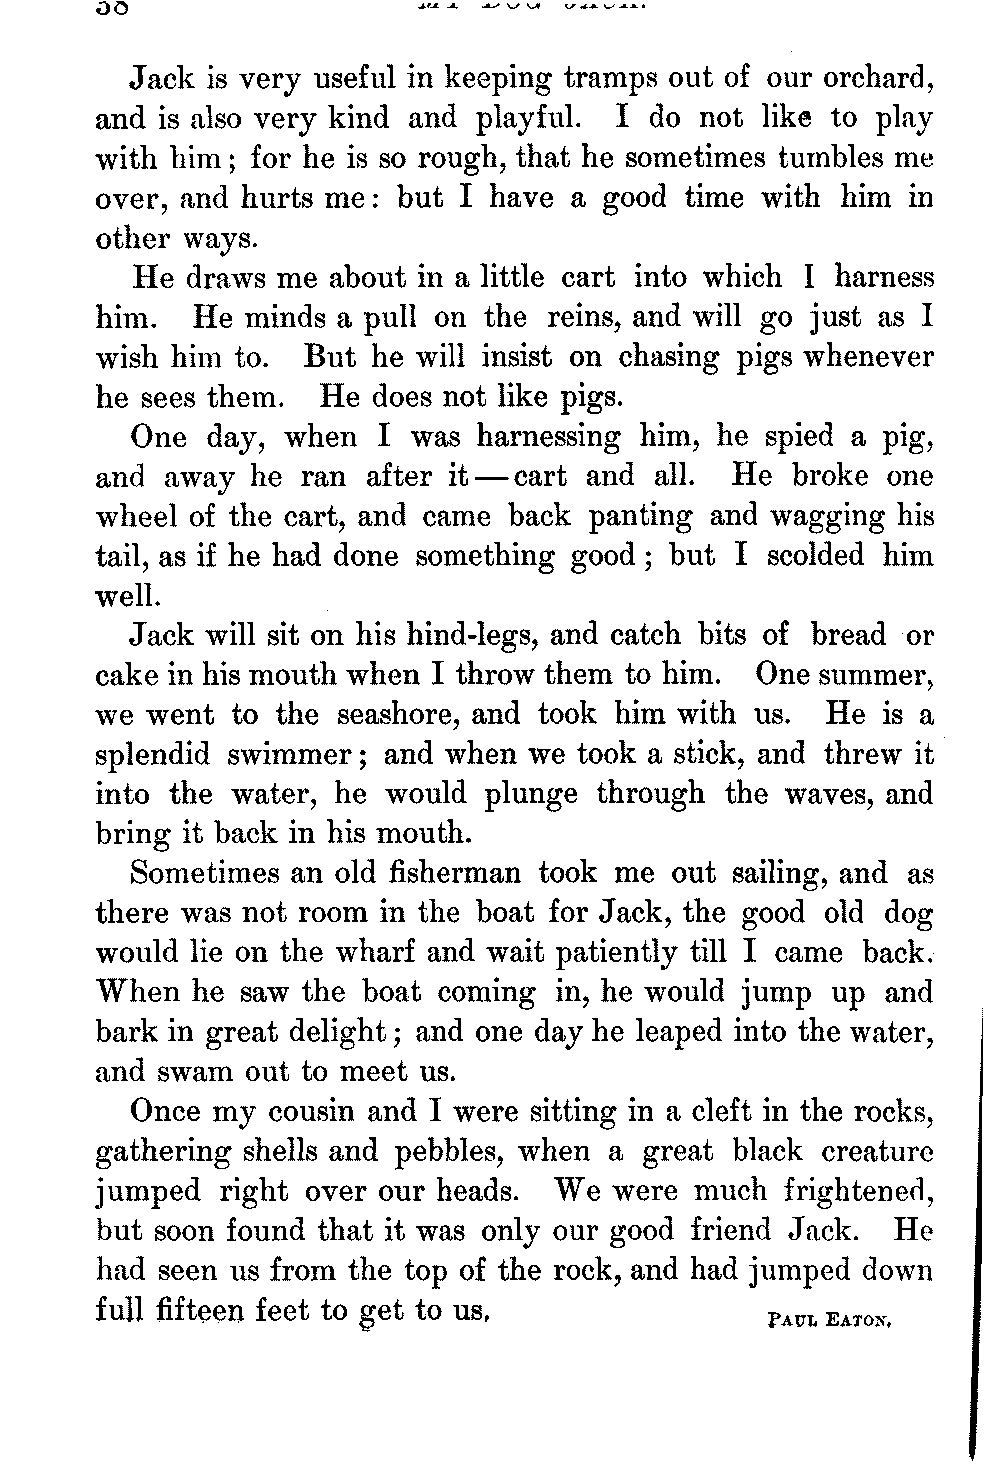 Jack is very useful in keeping tramps out of our orchard,
and is also very kind and playful. I do not like to play
with him; for he is so rough, that he sometimes tumbles me
over, and hurts me: but I have a good time with him in
other ways.
He draws me about in a little cart into which I harness
him. He minds a pull on the reins, and will go just as I
wish him to. But he will insist on chasing pigs whenever
he sees them. He does not like pigs.
One day, when I was harnessing him, he spied a pig,
and away he ran after it—cart and all. He broke one
wheel of the cart, and came back panting and wagging his
tail, as if he had done something good; but I scolded him
well.
Jack will sit on his hind-legs, and catch bits of bread or
cake in his mouth when I throw them to him. One summer,
we went to the seashore, and took him with us. He is a
splendid swimmer; and when we took a stick, and threw it
into the water, he would plunge through the waves, and
bring it back in his mouth.
Sometimes an old fisherman took me out sailing, and as
there was not room in the boat for Jack, the good old dog
would lie on the wharf and wait patiently till I came back.
When he saw the boat coming in, he would jump up and
bark in great delight; and one day he leaped into the water,
and swam out to meet us.
Once my cousin and I were sitting in a cleft in the rocks,
gathering shells and pebbles, when a great black creature
jumped right over our heads. We were much frightened,
but soon found that it was only our good friend Jack. He
had seen us from the top of the rock, and had jumped down
full fifteen feet to get to us.
PAUL EATON.